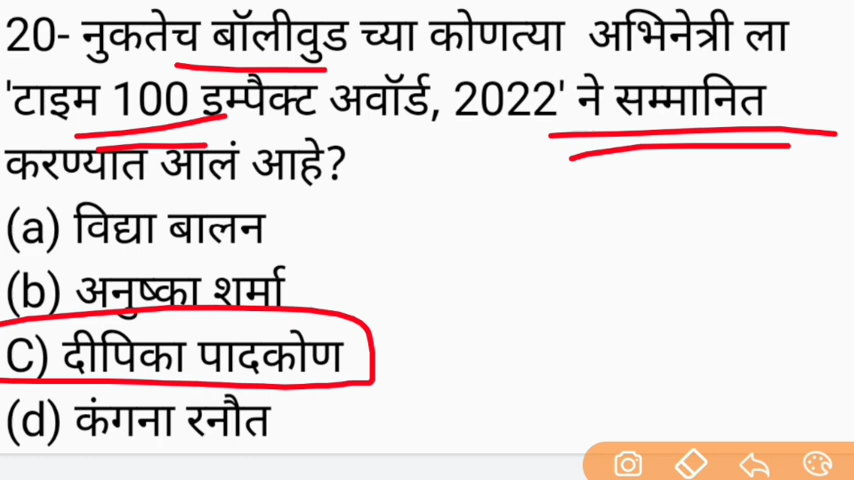 20- नुकतेच बॉलीवुड च्या कोणत्या अभिनेत्री ला
'टाइम 100 इम्पैक्ट अवॉर्ड, 2022' ने सम्मानित
करण्यात आलं आहे?
(a) विद्या बालन
(b) अनुष्का शर्मा
C) दीपिका पादकोण
(d) कंगना रनौत